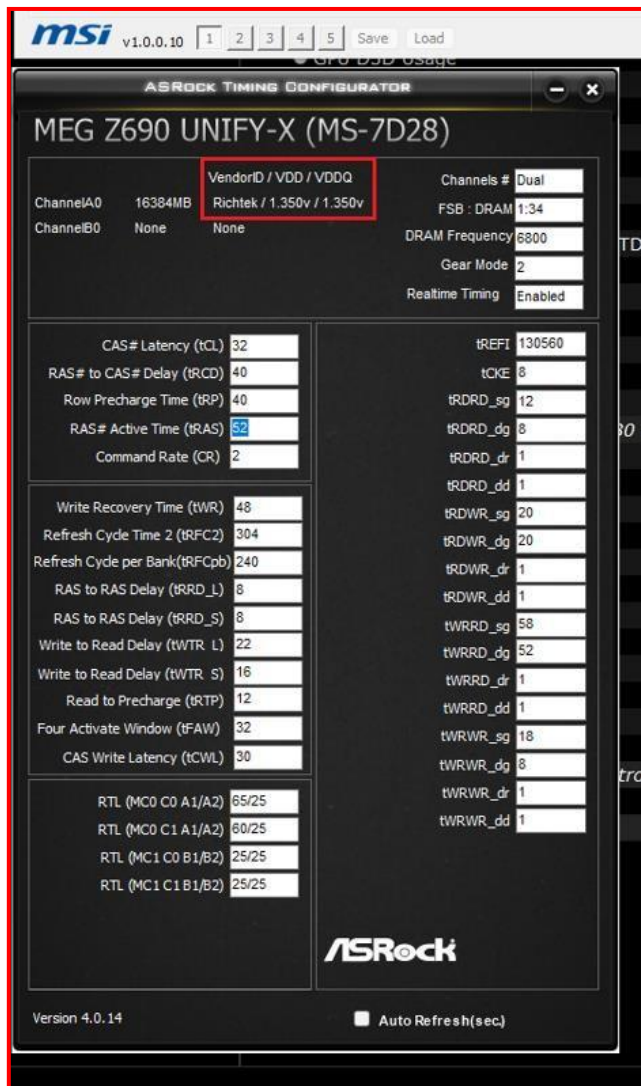 msi v1.0.0.10 1 2 3 4 5 Save Load
GPU D3D Usage
ASRock Timing Configurator
MEG Z690 UNIFY-X (MS-7D28)
VendorID / VDD / VDDQ
ChannelA0 16384MB Richtek / 1.350v / 1.350v
ChannelB0 None None
Channels # Dual
FSB : DRAM 1:34
DRAM Frequency 6800
Gear Mode 2
Realtime Timing Enabled
CAS# Latency (tCL) 32
RAS# to CAS# Delay (tRCD) 40
Row Precharge Time (tRP) 40
RAS# Active Time (tRAS) 52
Command Rate (CR) 2
Write Recovery Time (tWR) 48
Refresh Cycle Time 2 (tRFC2) 304
Refresh Cycle per Bank(tRFCpb) 240
RAS to RAS Delay (tRRD_L) 8
RAS to RAS Delay (tRRD_S) 8
Write to Read Delay (tWTR L) 22
Write to Read Delay (tWTR S) 16
Read to Precharge (tRTP) 12
Four Activate Window (tFAW) 32
CAS Write Latency (tCWL) 30
RTL (MC0 C0 A1/A2) 65/25
RTL (MC0 C1 A1/A2) 60/25
RTL (MC1 C0 B1/B2) 25/25
RTL (MC1 C1 B1/B2) 25/25
tREFI 130560
tCKE 8
tRDRD_sg 12
tRDRD_dg 8
tRDRD_dr 1
tRDRD_dd 1
tRDWR_sg 20
tRDWR_dg 20
tRDWR_dr 1
tRDWR_dd 1
tWRRD_sg 58
tWRRD_dg 52
tWRRD_dr 1
tWRRD_dd 1
tWRWR_sg 18
tWRWR_dg 8
tWRWR_dr 1
tWRWR_dd 1
ASRock
Version 4.0.14
Auto Refresh(sec.)
TD